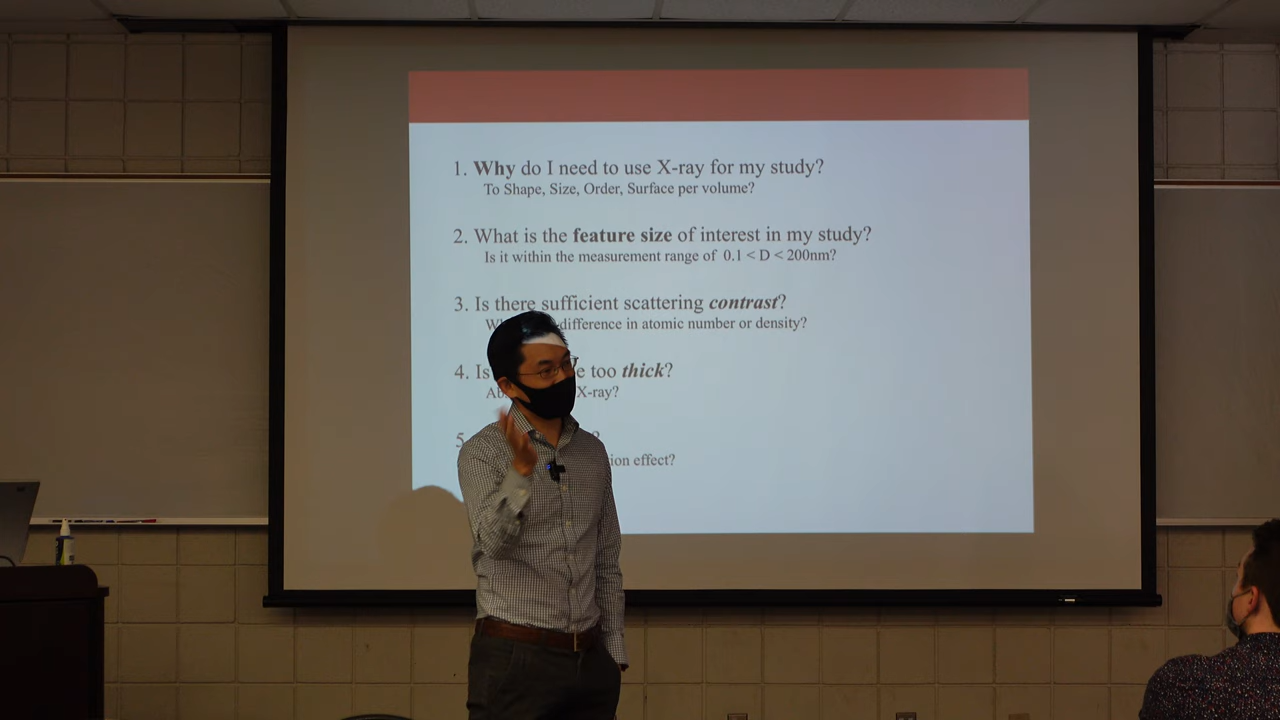 1. Why do I need to use X-ray for my study?
To Shape, Size, Order, Surface per volume?
2. What is the feature size of interest in my study?
Is it within the measurement range of 0.1 < D < 200nm?
3. Is there sufficient scattering contrast?
difference in atomic number or density?
4. Is too thick?
X-ray?
5. ?
effect?